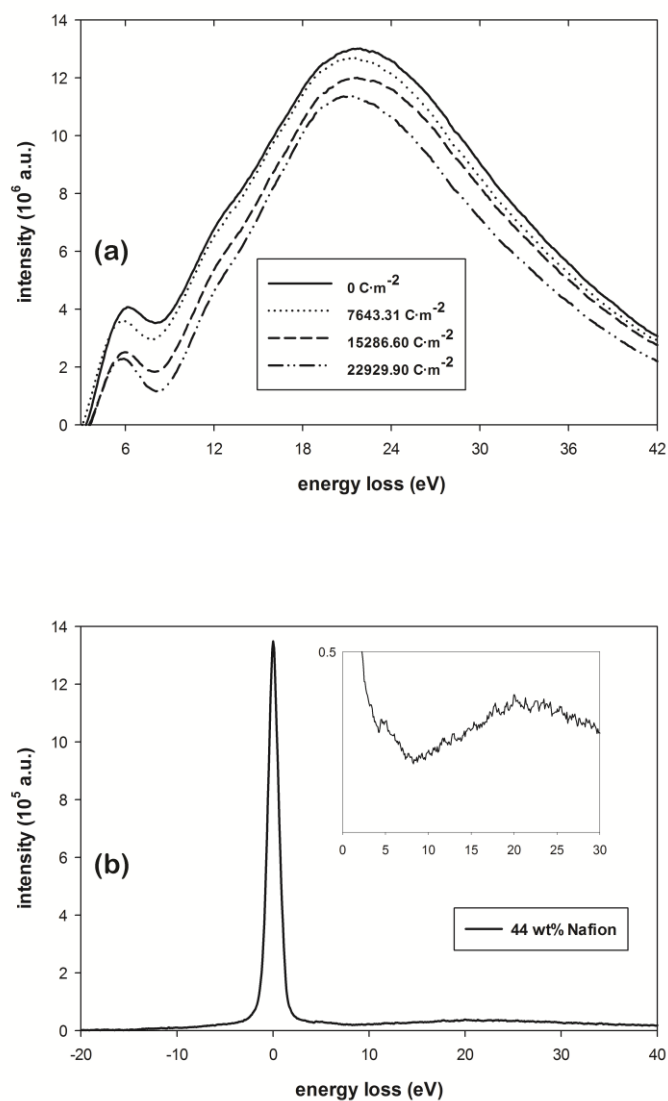 14
12
10
8
6
4
2
0
intensity (10⁶ a.u.)
(a)
0 C·m⁻²
7643.31 C·m⁻²
15286.60 C·m⁻²
22929.90 C·m⁻²
6 12 18 24 30 36 42
energy loss (eV)
14
12
10
8
6
4
2
0
intensity (10⁵ a.u.)
(b)
0.5
0 5 10 15 20 25 30
44 wt% Nafion
-20 -10 0 10 20 30 40
energy loss (eV)